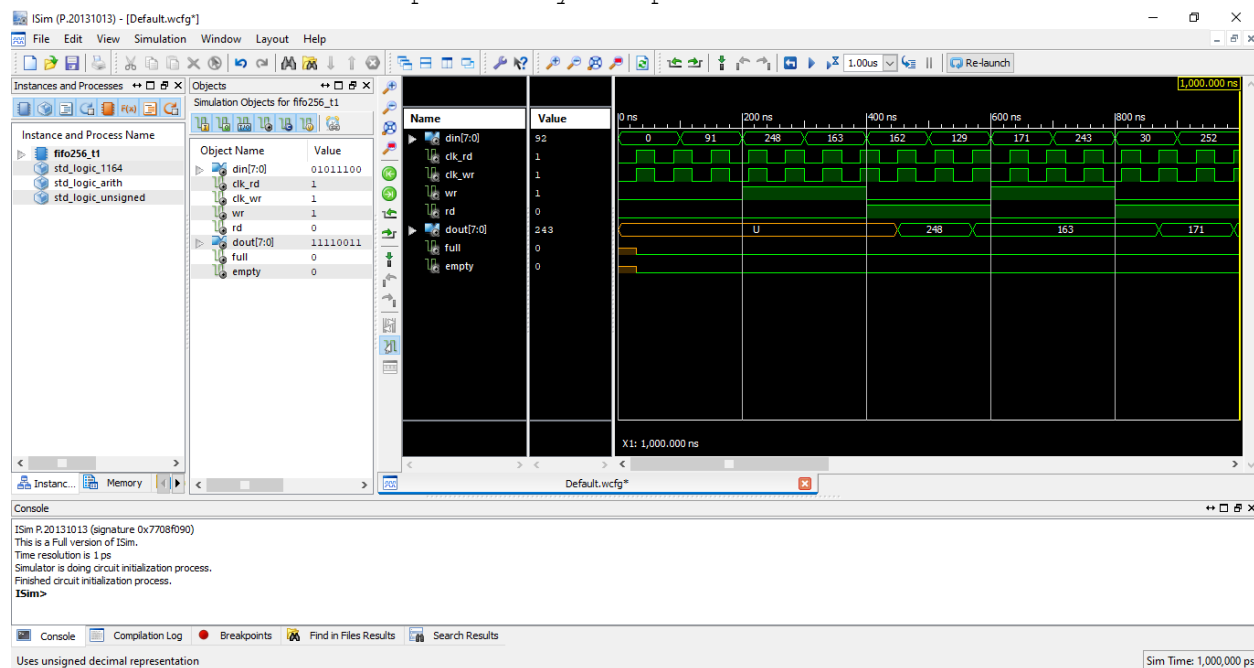 ISim (P.20131013) - [Default.wcfg*]
File Edit View Simulation Window Layout Help
1.00us Re-launch
Instances and Processes
Instance and Process Name
fifo256_t1
std_logic_1164
std_logic_arith
std_logic_unsigned
Objects
Simulation Objects for fifo256_t1
Object Name Value
din[7:0] 01011100
clk_rd 1
clk_wr 1
wr 1
rd 0
dout[7:0] 11110011
full 0
empty 0
1,000.000 ns
Name Value
0 ns 200 ns 400 ns 600 ns 800 ns
din[7:0] 92 0 91 248 163 162 129 171 243 30 252
clk_rd 1
clk_wr 1
wr 1
rd 0
dout[7:0] 243 U 248 163 171
full 0
empty 0
X1: 1,000.000 ns
Instanc... Memory
Default.wcfg*
Console
ISim P.20131013 (signature 0x7708f090)
This is a Full version of ISim.
Time resolution is 1 ps
Simulator is doing circuit initialization process.
Finished circuit initialization process.
ISim>
Console Compilation Log Breakpoints Find in Files Results Search Results
Uses unsigned decimal representation
Sim Time: 1,000,000 ps